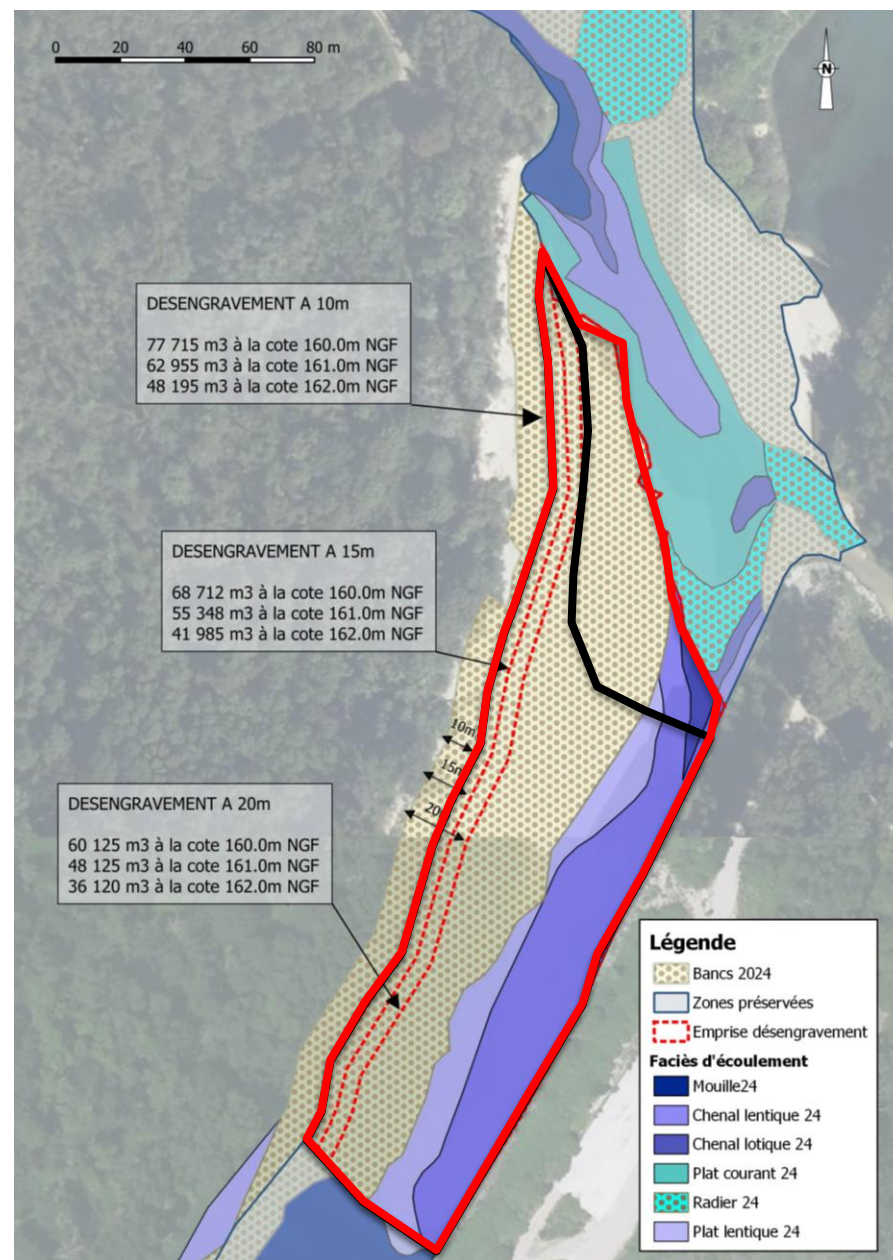 0 20 40 60 80 m
N
DESENGRAVEMENT A 10m
77 715 m3 à la cote 160.0m NGF
62 955 m3 à la cote 161.0m NGF
48 195 m3 à la cote 162.0m NGF
DESENGRAVEMENT A 15m
68 712 m3 à la cote 160.0m NGF
55 348 m3 à la cote 161.0m NGF
41 985 m3 à la cote 162.0m NGF
10m
15m
20
DESENGRAVEMENT A 20m
60 125 m3 à la cote 160.0m NGF
48 125 m3 à la cote 161.0m NGF
36 120 m3 à la cote 162.0m NGF
Légende
Bancs 2024
Zones préservées
Emprise désengravement
Faciès d'écoulement
Mouille24
Chenal lentique 24
Chenal lotique 24
Plat courant 24
Radier 24
Plat lentique 24